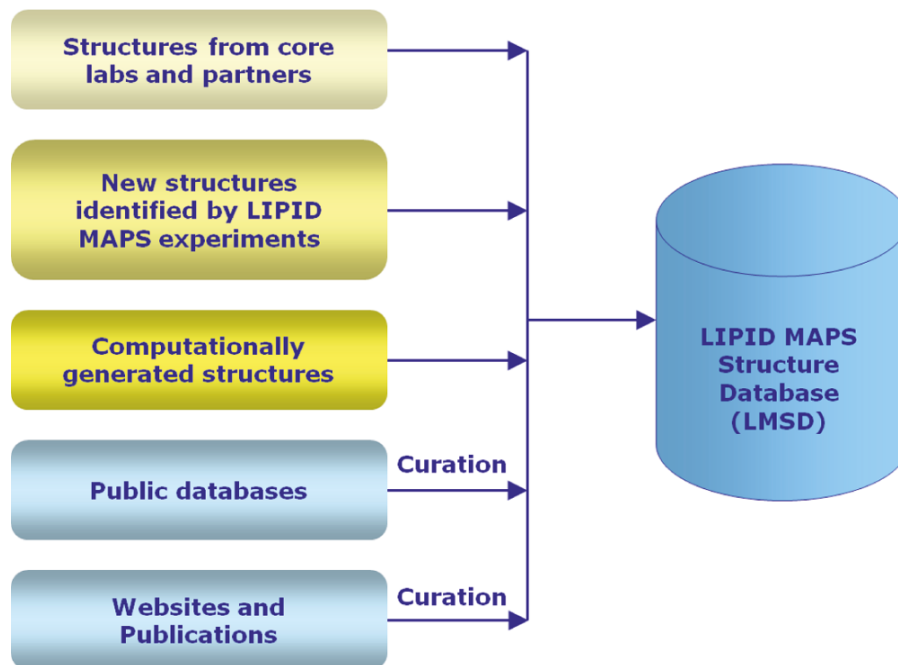 Structures from core
labs and partners
New structures
identified by LIPID
MAPS experiments
Computationally
generated structures
Public databases
Curation
Websites and
Publications
Curation
LIPID MAPS
Structure
Database
(LMSD)